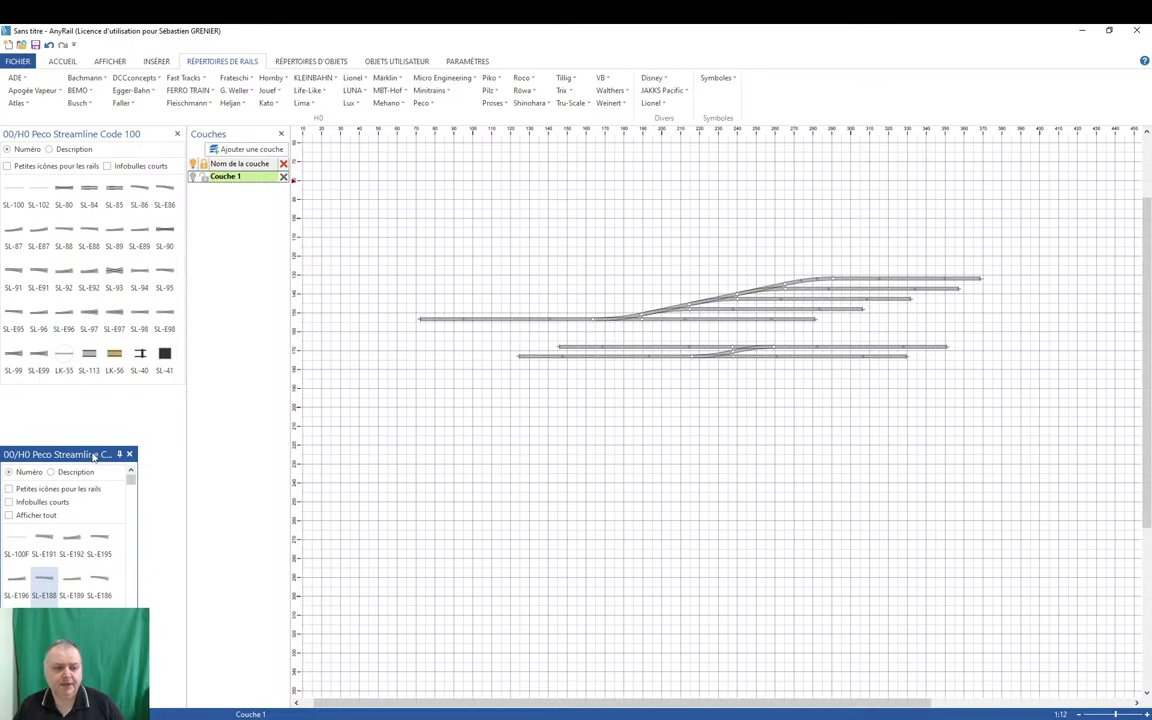 Sans titre - AnyRail (Licence d'utilisation pour Sébastien GRENIER)
FICHIER ACCUEIL AFFICHER INSÉRER RÉPERTOIRES DE RAILS RÉPERTOIRES D'OBJETS OBJETS UTILISATEUR PARAMÈTRES
ADE Bachmann DCCconcepts Fast Tracks Frateschi Hornby KLEINBAHN Lionel Märklin Micro Engineering Piko Roco Tillig VB Disney Symboles
Apogée Vapeur BEMO Egger-Bahn FERRO TRAIN G. Weller Jouef Life-Like LUNA MBT-Hof Minitrains Pilz Röwa Trix Walthers JAKKS Pacific
Atlas Busch Faller Fleischmann Heljan Kato Lima Lux Mehano Peco Proses Shinohara Tru-Scale Weinert Lionel
H0 Divers Symboles
00/H0 Peco Streamline Code 100
Numéro Description
Petites icônes pour les rails Infobulles courts
SL-100 SL-102 SL-80 SL-84 SL-85 SL-86 SL-E86
SL-87 SL-E87 SL-88 SL-E88 SL-89 SL-E89 SL-90
SL-91 SL-E91 SL-92 SL-E92 SL-93 SL-94 SL-95
SL-E95 SL-96 SL-E96 SL-97 SL-E97 SL-98 SL-E98
SL-99 SL-E99 LK-55 SL-113 LK-56 SL-40 SL-41
Couches
Ajouter une couche
Nom de la couche
Couche 1
00/H0 Peco Streamline C...
Numéro Description
Petites icônes pour les rails
Infobulles courts
Afficher tout
SL-100F SL-E191 SL-E192 SL-E195
SL-E196 SL-E188 SL-E189 SL-E186
Couche 1 1:12